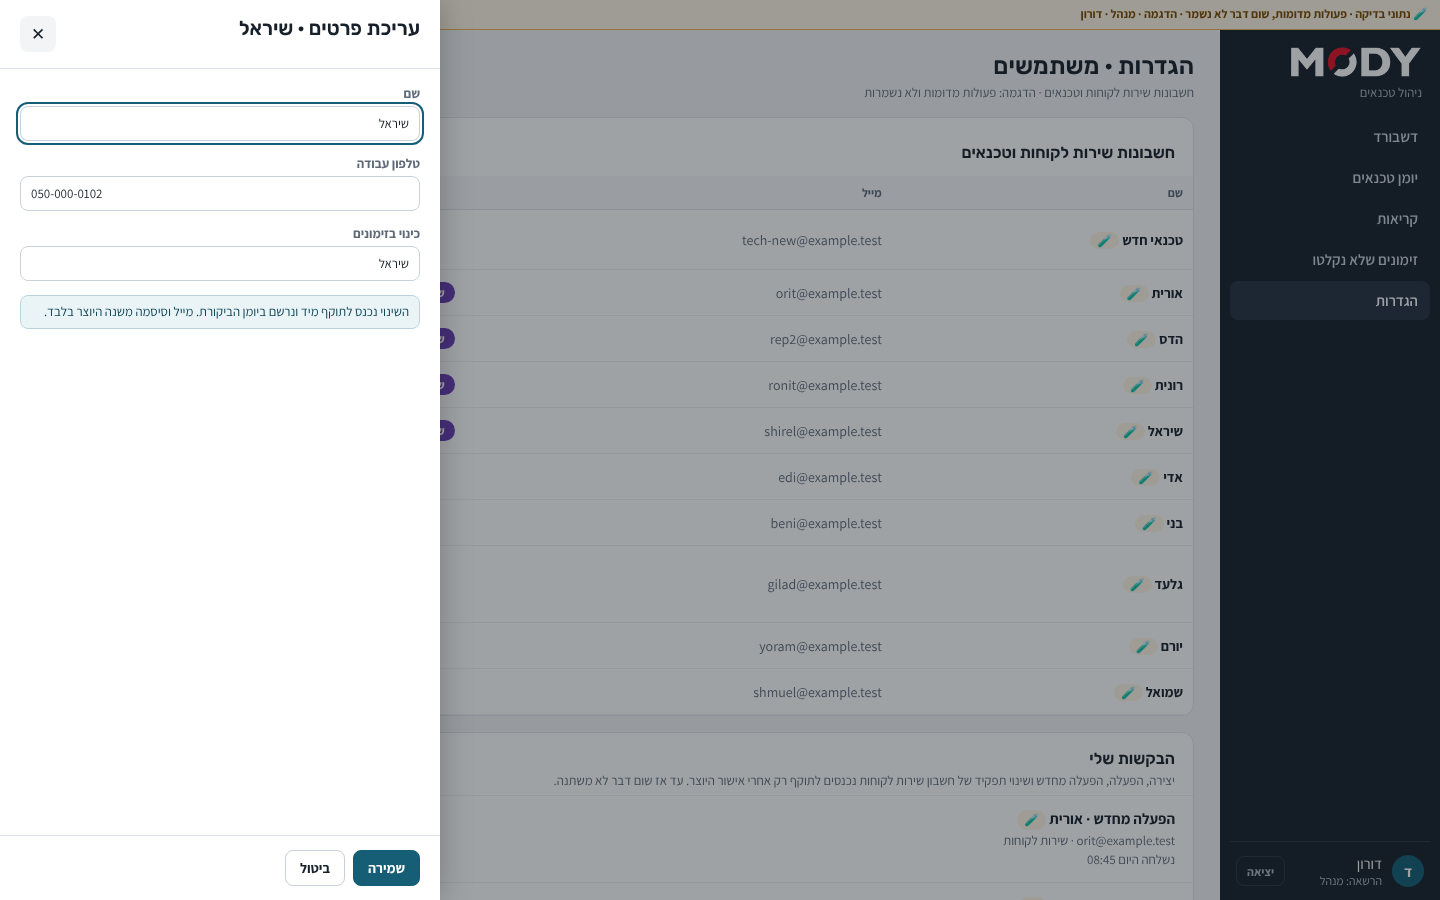 🧪 נתוני בדיקה · פעולות מדומות, שום דבר לא נשמר · הדגמה · מנהל · דורון
MODY
ניהול טכנאים
דשבורד
יומן טכנאים
קריאות
זימונים שלא נקלטו
הגדרות
ד
דורון
הרשאה: מנהל
יציאה
הגדרות • משתמשים
חשבונות שירות לקוחות וטכנאים · הדגמה: פעולות מדומות ולא נשמרות
חשבונות שירות לקוחות וטכנאים
שם מייל
טכנאי חדש 🧪 tech-new@example.test
אורית 🧪 orit@example.test
הדס 🧪 rep2@example.test
רונית 🧪 ronit@example.test
שיראל 🧪 shirel@example.test
אדי 🧪 edi@example.test
בני 🧪 beni@example.test
גלעד 🧪 gilad@example.test
יורם 🧪 yoram@example.test
שמואל 🧪 shmuel@example.test
הבקשות שלי
יצירה, הפעלה, הפעלה מחדש ושינוי תפקיד של חשבון שירות לקוחות נכנסים לתוקף רק אחרי אישור היוצר. עד אז שום דבר לא משתנה.
הפעלה מחדש · אורית 🧪
orit@example.test · שירות לקוחות
נשלחה היום 08:45
עריכת פרטים • שיראל
✕
שם
שיראל
טלפון עבודה
050-000-0102
כינוי בזימונים
שיראל
השינוי נכנס לתוקף מיד ונרשם ביומן הביקורת. מייל וסיסמה משנה היוצר בלבד.
שמירה
ביטול